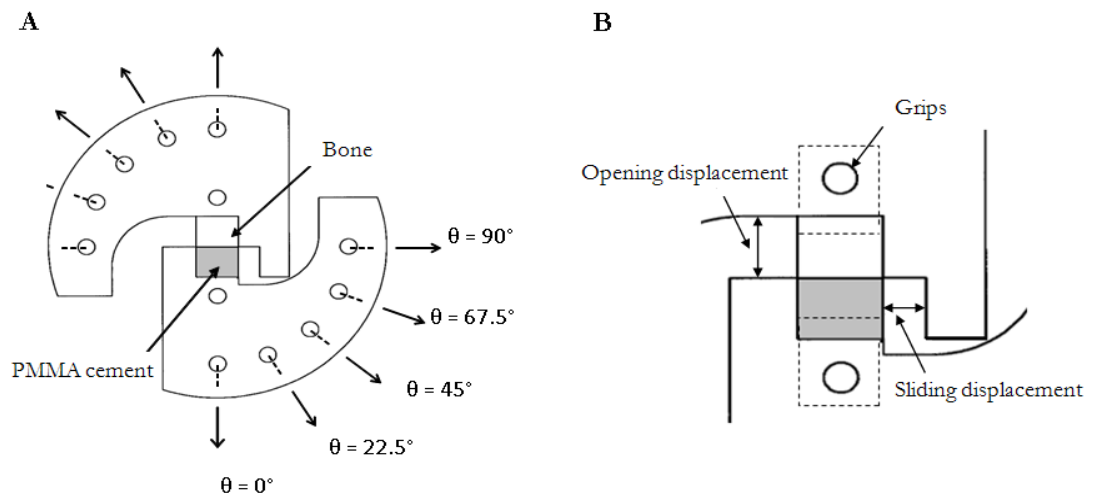 A
Bone
θ = 90°
θ = 67.5°
PMMA cement
θ = 45°
θ = 22.5°
θ = 0°
B
Grips
Opening displacement
Sliding displacement